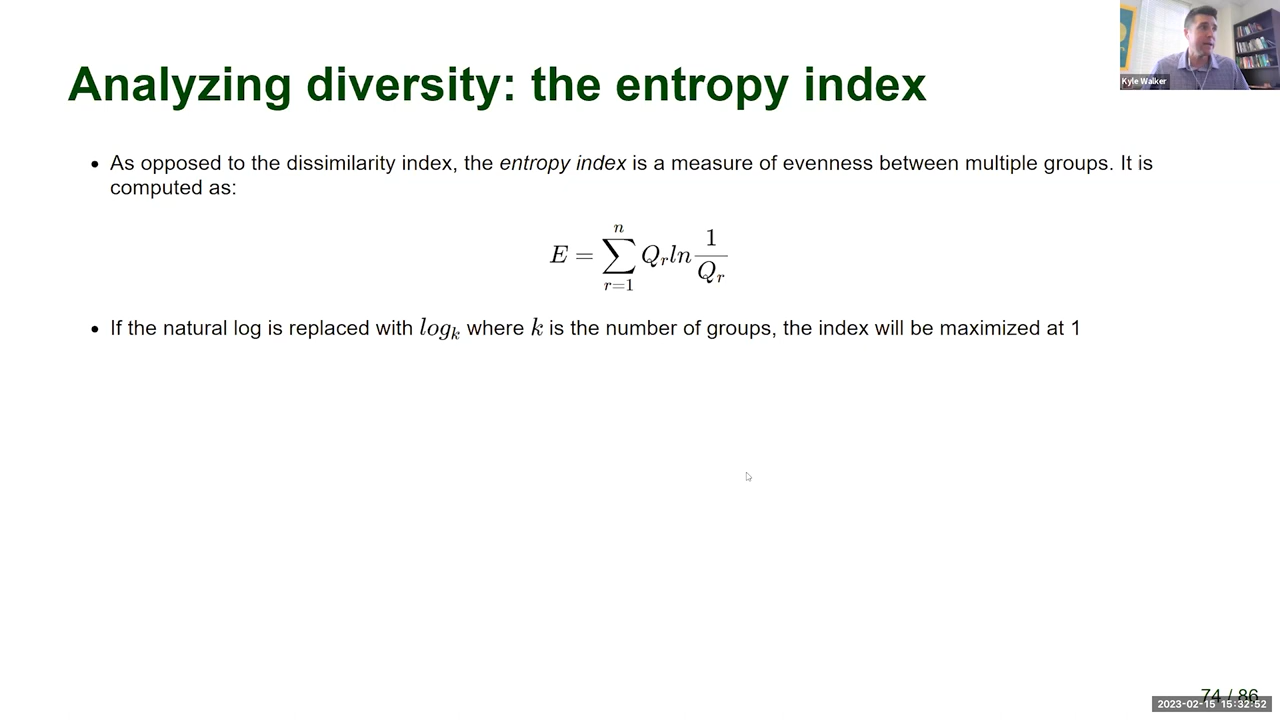 Analyzing diversity: the entropy index
Kyle Walker
• As opposed to the dissimilarity index, the entropy index is a measure of evenness between multiple groups. It is
computed as:
E = \sum_{r=1}^{n} Q_r ln \frac{1}{Q_r}
• If the natural log is replaced with log_k where k is the number of groups, the index will be maximized at 1
74 / 86
2023-02-15 15:32:52